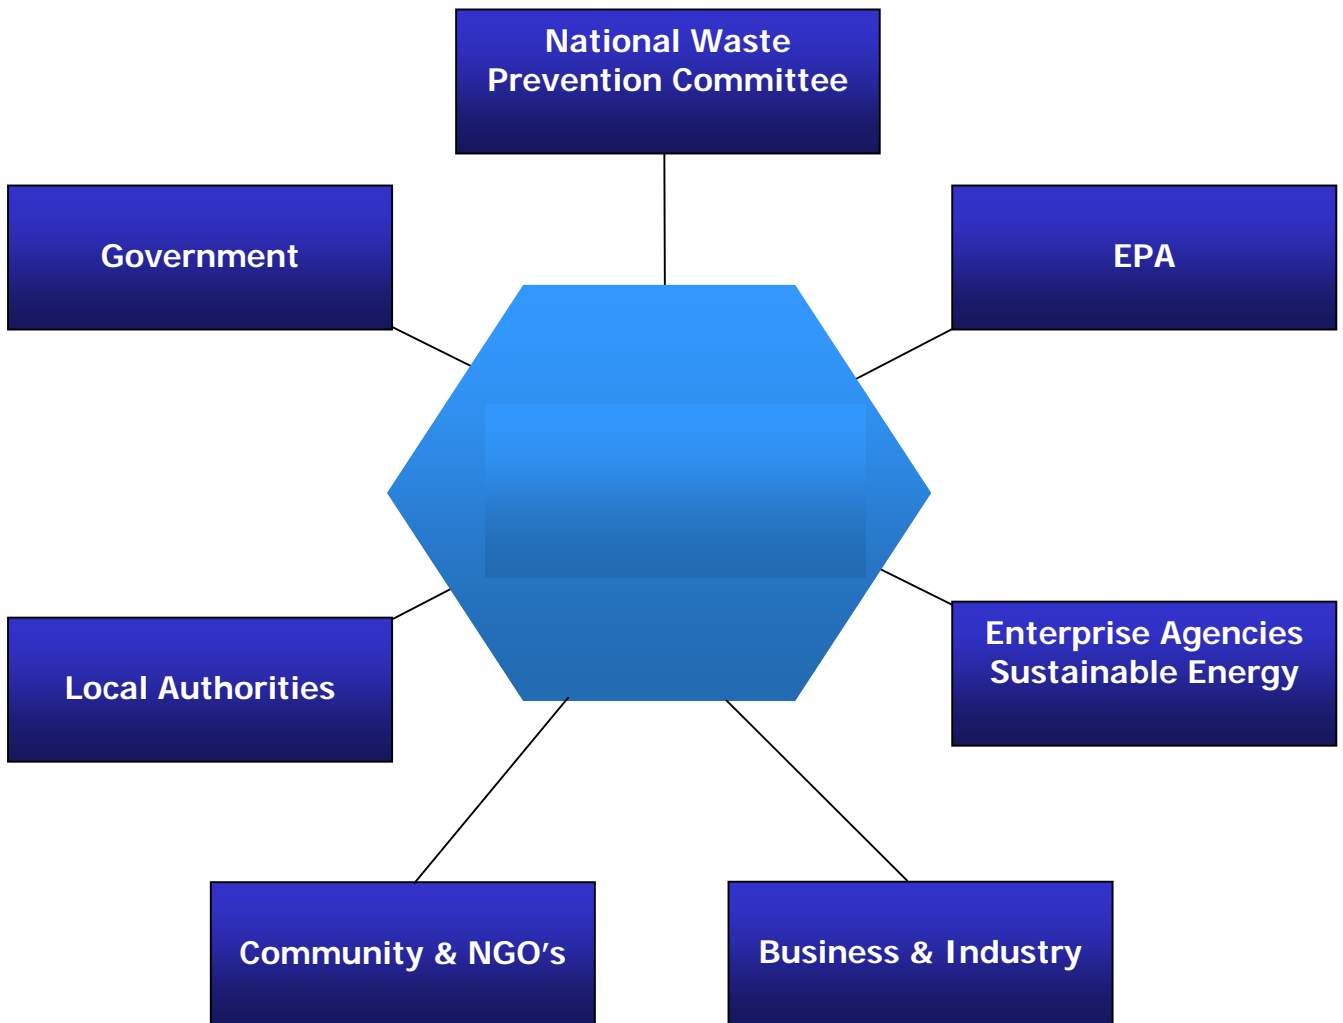 National Waste
Prevention Committee
Government
EPA
Enterprise Agencies
Sustainable Energy
Local Authorities
Community & NGO's
Business & Industry